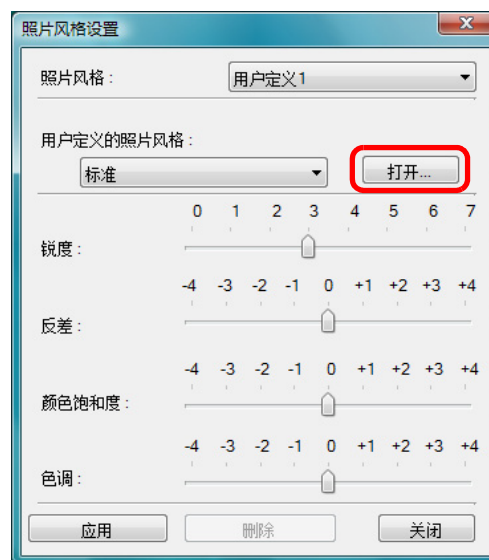 照片风格设置
照片风格： 用户定义1
用户定义的照片风格：
标准 打开...
0 1 2 3 4 5 6 7
锐度：
-4 -3 -2 -1 0 +1 +2 +3 +4
反差：
-4 -3 -2 -1 0 +1 +2 +3 +4
颜色饱和度：
-4 -3 -2 -1 0 +1 +2 +3 +4
色调：
应用 删除 关闭